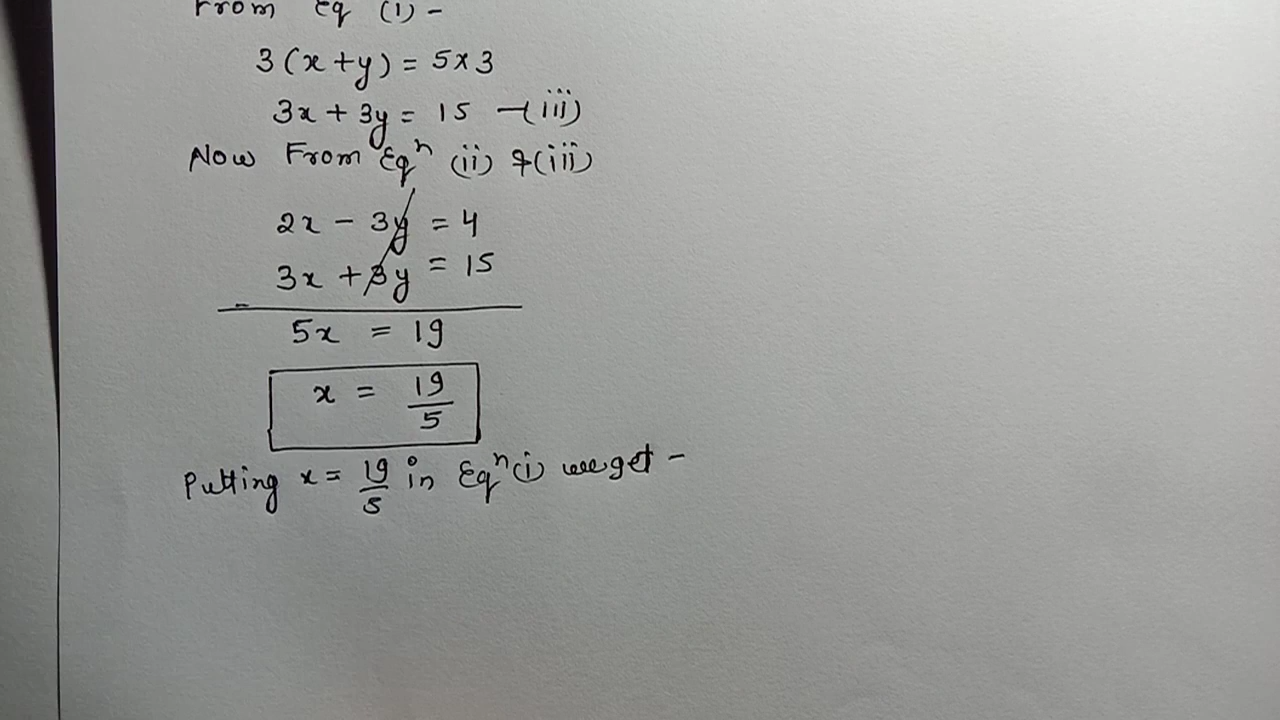 From Eq (i) -
3(x+y) = 5×3
3x + 3y = 15 -(iii)
Now From Eqⁿ (ii) & (iii)
2x - 3y = 4
3x + 3y = 15
-
5x = 19
x = 19/5
Putting x = 19/5 in Eqⁿ (i) we get -